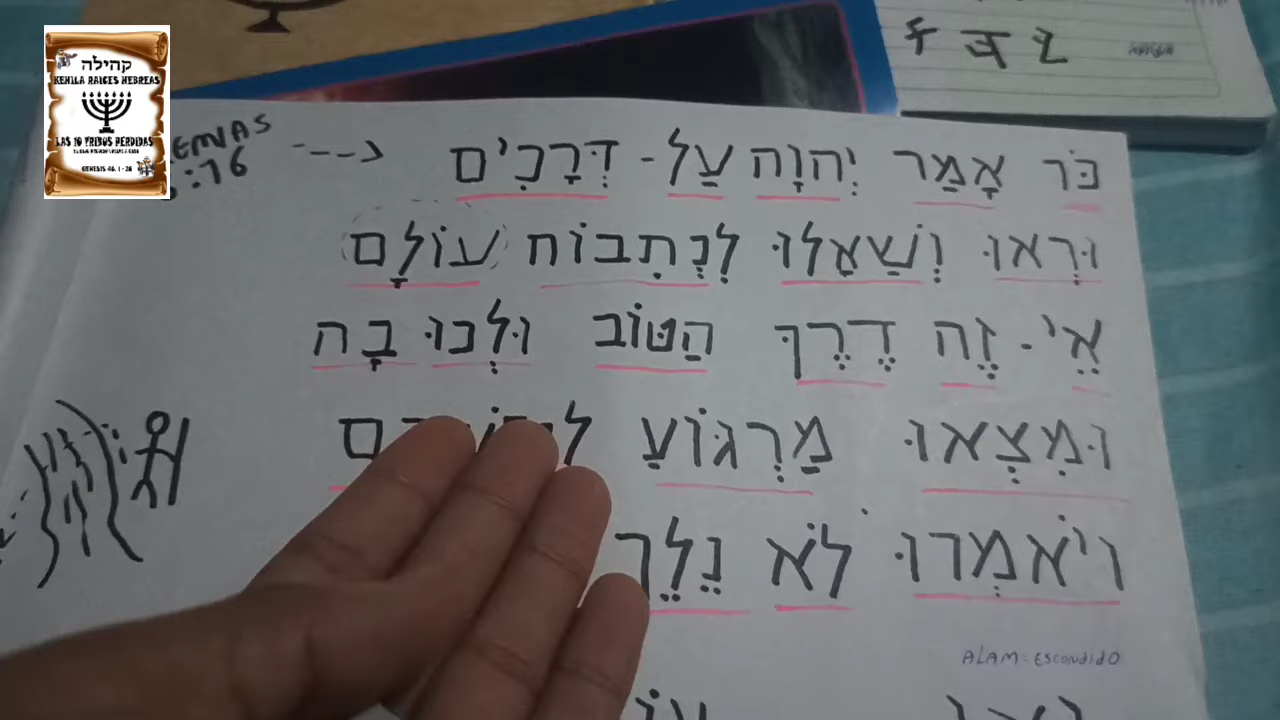 קהילה
KEHILA RAICES HEBREAS
LAS 10 TRIBUS PERDIDAS
GENESIS 46. 1 - 26
:16
כֹּר אָמַר יְהוָה עַל - דְּרָכִים
וּרְאוּ וְשַׁאֲלוּ לִנְתִבוֹת עוֹלָם
אֵי - זֶה דֶרֶךְ הַטּוֹב וּלְכוּ בָהּ
וּמִצְאוּ מַרְגּוֹעַ
וַיֹּאמְרוּ לֹא נֵלֵךְ
ALAM : ESCONDIDO